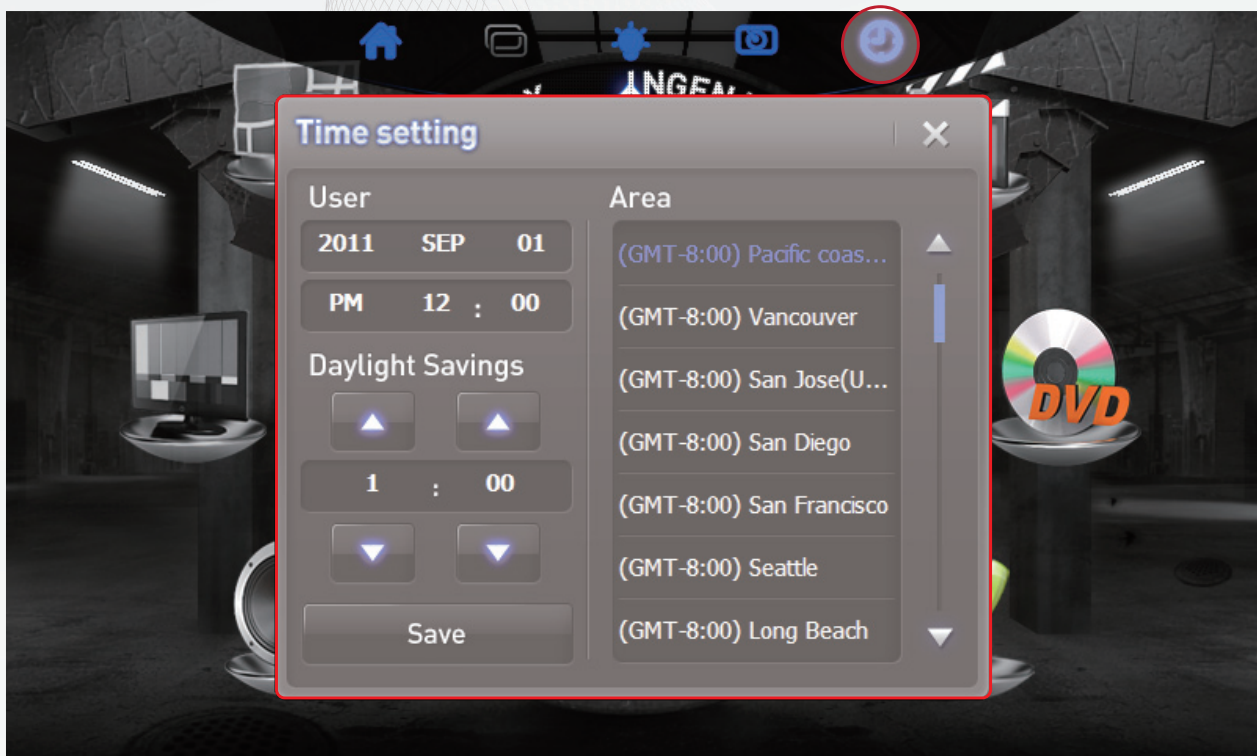 Time setting
User
2011 SEP 01
PM 12 : 00
Daylight Savings
1 : 00
Save
Area
(GMT-8:00) Pacific coas...
(GMT-8:00) Vancouver
(GMT-8:00) San Jose(U...
(GMT-8:00) San Diego
(GMT-8:00) San Francisco
(GMT-8:00) Seattle
(GMT-8:00) Long Beach
DVD